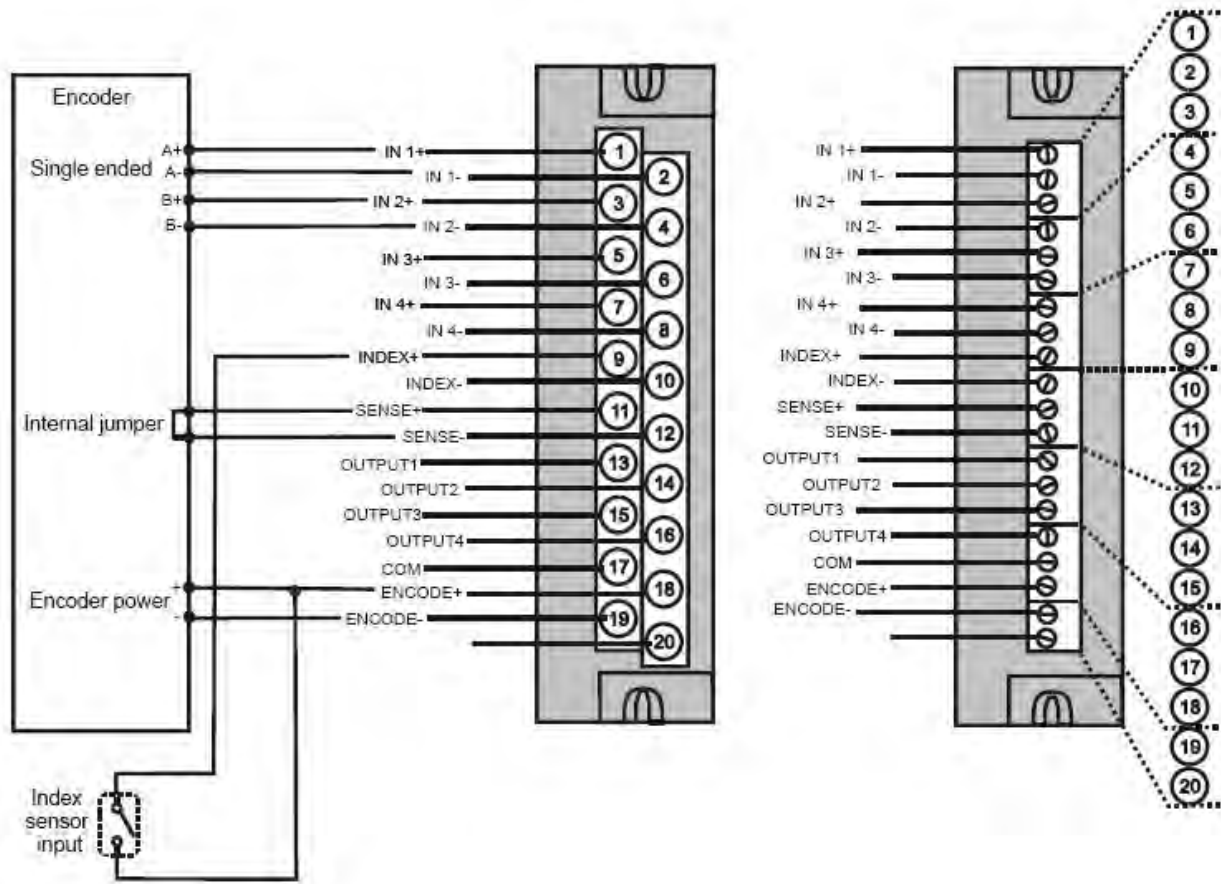 Encoder
Single ended
A+
A-
B+
B-
Internal jumper
Encoder power
+
-
Index
sensor
input
IN 1+
IN 1-
IN 2+
IN 2-
IN 3+
IN 3-
IN 4+
IN 4-
INDEX+
INDEX-
SENSE+
SENSE-
OUTPUT1
OUTPUT2
OUTPUT3
OUTPUT4
COM
ENCODE+
ENCODE-
1
2
3
4
5
6
7
8
9
10
11
12
13
14
15
16
17
18
19
20
IN 1+
IN 1-
IN 2+
IN 2-
IN 3+
IN 3-
IN 4+
IN 4-
INDEX+
INDEX-
SENSE+
SENSE-
OUTPUT1
OUTPUT2
OUTPUT3
OUTPUT4
COM
ENCODE+
ENCODE-
1
2
3
4
5
6
7
8
9
10
11
12
13
14
15
16
17
18
19
20